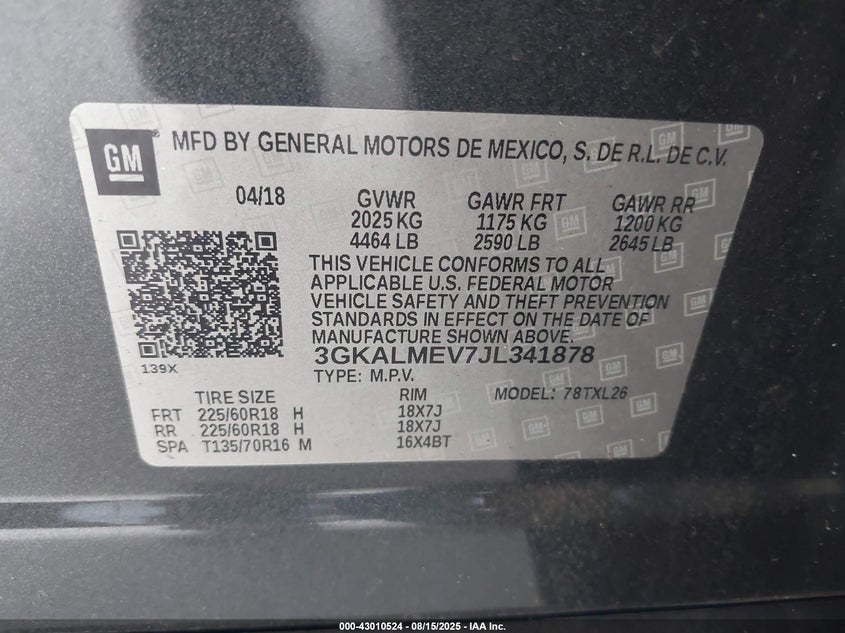 GM
MFD BY GENERAL MOTORS DE MEXICO, S. DE R.L. DE C.V.
04/18 GVWR GAWR FRT GAWR RR
2025 KG 1175 KG 1200 KG
4464 LB 2590 LB 2645 LB
THIS VEHICLE CONFORMS TO ALL
APPLICABLE U.S. FEDERAL MOTOR
VEHICLE SAFETY AND THEFT PREVENTION
STANDARDS IN EFFECT ON THE DATE OF
MANUFACTURE SHOWN ABOVE.
3GKALMEV7JL341878
139X
TYPE: M.P.V.
TIRE SIZE RIM MODEL: 78TXL26
FRT 225/60R18 H 18X7J
RR 225/60R18 H 18X7J
SPA T135/70R16 M 16X4BT
000-43010524 - 08/15/2025 - IAA Inc.